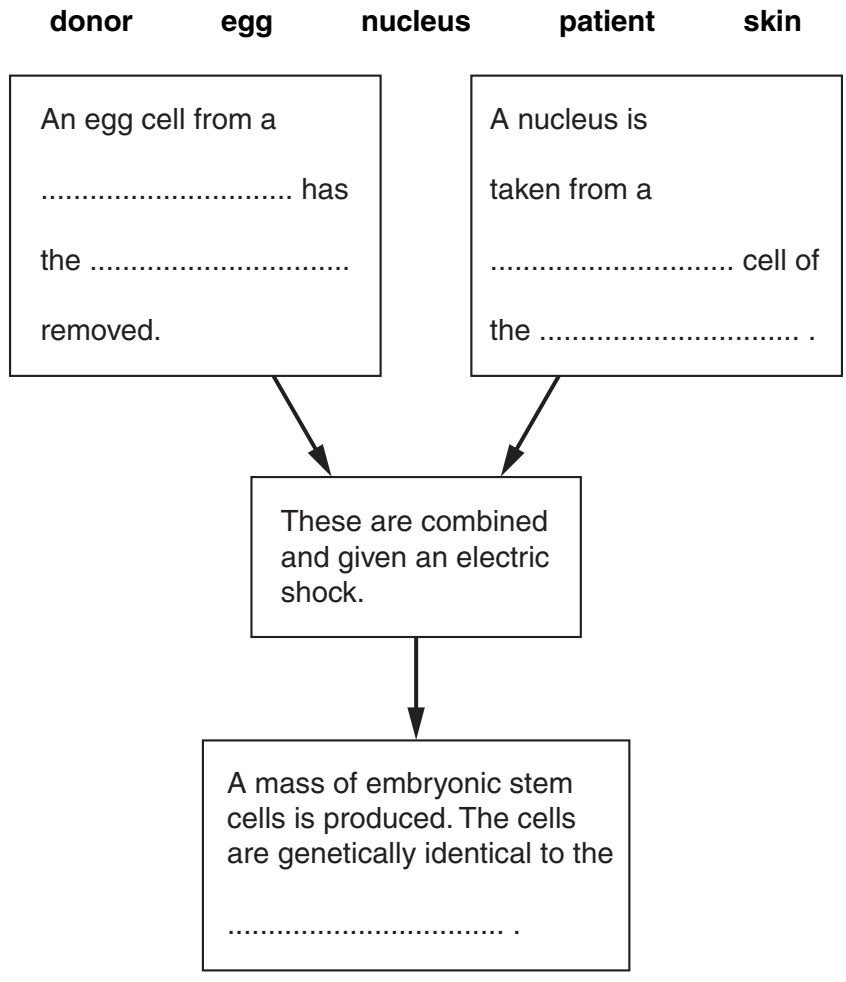 donor egg nucleus patient skin
An egg cell from a
............................... has
the ................................
removed.
A nucleus is
taken from a
.............................. cell of
the ................................ .
These are combined
and given an electric
shock.
A mass of embryonic stem
cells is produced. The cells
are genetically identical to the
.................................. .